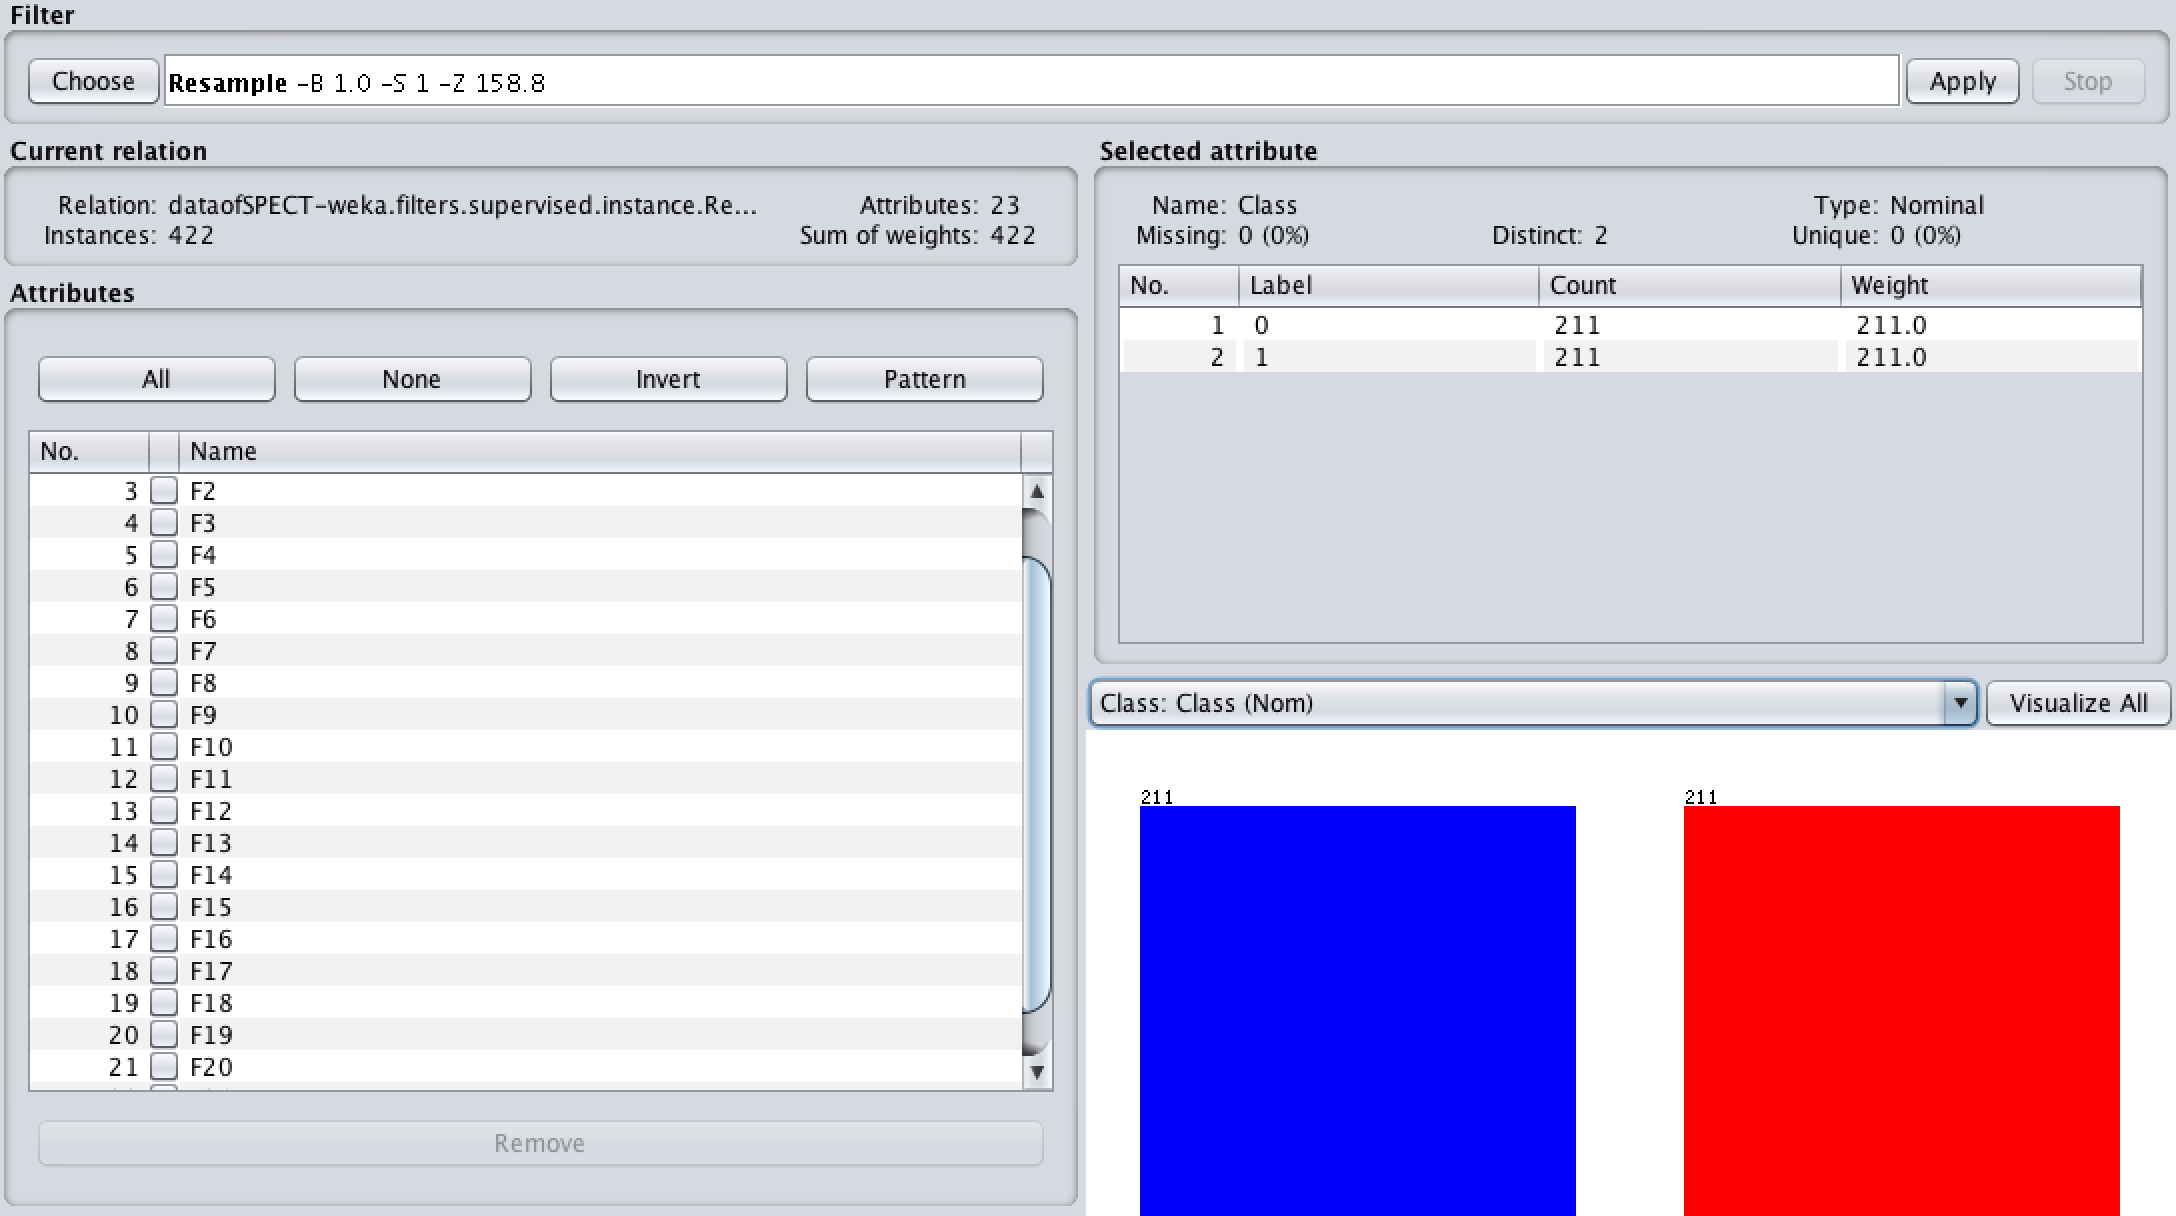 Filter
Choose Resample -B 1.0 -S 1 -Z 158.8 Apply Stop
Current relation
Relation: dataofSPECT-weka.filters.supervised.instance.Re... Attributes: 23
Instances: 422 Sum of weights: 422
Attributes
All None Invert Pattern
No. Name
3 F2
4 F3
5 F4
6 F5
7 F6
8 F7
9 F8
10 F9
11 F10
12 F11
13 F12
14 F13
15 F14
16 F15
17 F16
18 F17
19 F18
20 F19
21 F20
Remove
Selected attribute
Name: Class Type: Nominal
Missing: 0 (0%) Distinct: 2 Unique: 0 (0%)
No. Label Count Weight
1 0 211 211.0
2 1 211 211.0
Class: Class (Nom) Visualize All
211 211